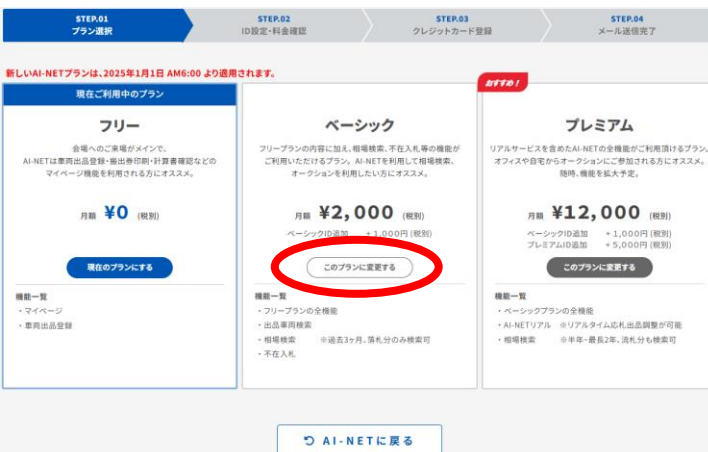 STEP.01
プラン選択
STEP.02
ID設定・料金確認
STEP.03
クレジットカード登録
STEP.04
メール送信完了
新しいAI-NETプランは、2025年1月1日 AM6:00 より適用されます。
現在ご利用中のプラン
フリー
会場へのご来場がメインで、
AI-NETは車両出品登録・搬出券印刷・計算書確認などの
マイページ機能を利用される方にオススメ。
月額 ¥0 (税別)
現在のプランにする
機能一覧
・マイページ
・車両出品登録
ベーシック
フリープランの内容に加え、相場検索、不在入札等の機能が
ご利用いただけるプラン。AI-NETを利用して相場検索、
オークションを利用したい方にオススメ。
月額 ¥2,000 (税別)
ベーシックID追加 +1,000円(税別)
このプランに変更する
機能一覧
・フリープランの全機能
・出品車両検索
・相場検索 ※過去3ヶ月、落札分のみ検索可
・不在入札
おすすめ!
プレミアム
リアルサービスを含めたAI-NETの全機能がご利用頂けるプラン。
オフィスや自宅からオークションにご参加される方にオススメ。
随時、機能を拡大予定。
月額 ¥12,000 (税別)
ベーシックID追加 +1,000円(税別)
プレミアムID追加 +5,000円(税別)
このプランに変更する
機能一覧
・ベーシックプランの全機能
・AI-NETリアル ※リアルタイム応札出品調整が可能
・相場検索 ※半年~最長2年、流札分も検索可
AI-NETに戻る